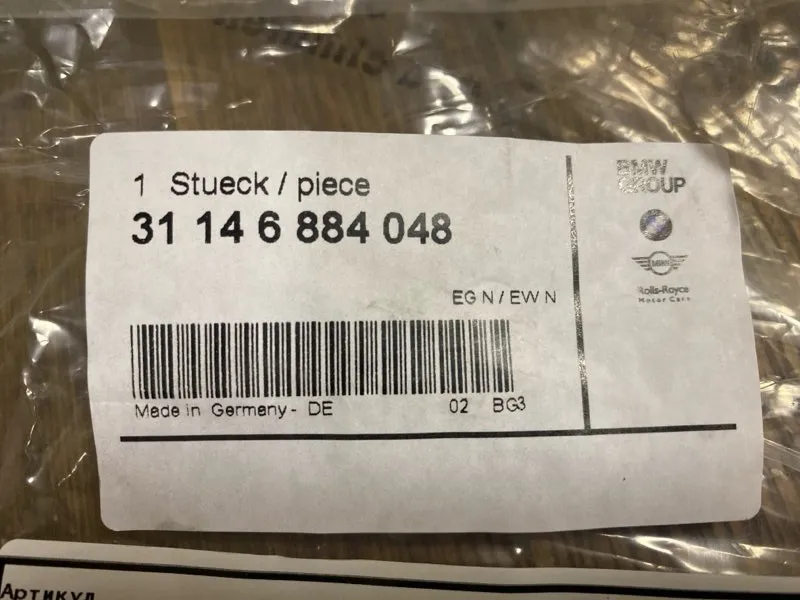 1 Stueck / piece
31 14 6 884 048
EG N / EW N
Made in Germany - DE 02 BG3
BMW
GROUP
MINI
Rolls-Royce
Motor Cars
Артикул